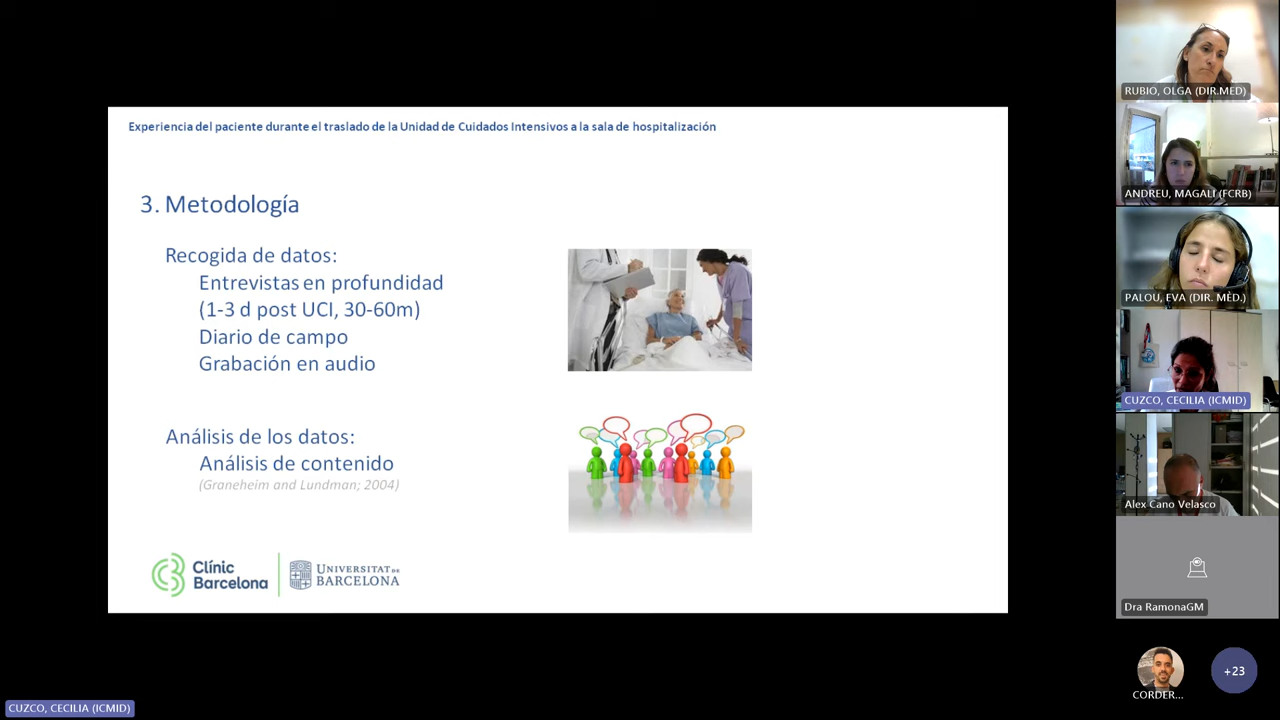 Experiencia del paciente durante el traslado de la Unidad de Cuidados Intensivos a la sala de hospitalización
3. Metodología
Recogida de datos:
Entrevistas en profundidad
(1-3 d post UCI, 30-60m)
Diario de campo
Grabación en audio
Análisis de los datos:
Análisis de contenido
(Graneheim and Lundman; 2004)
Clínic
Barcelona
UNIVERSITAT DE
BARCELONA
RUBIO, OLGA (DIR.MED)
ANDREU, MAGALI (FCRB)
PALOU, EVA (DIR. MÈD.)
CUZCO, CECILIA (ICMID)
Alex Cano Velasco
Dra RamonaGM
CORDER...
+23
CUZCO, CECILIA (ICMID)